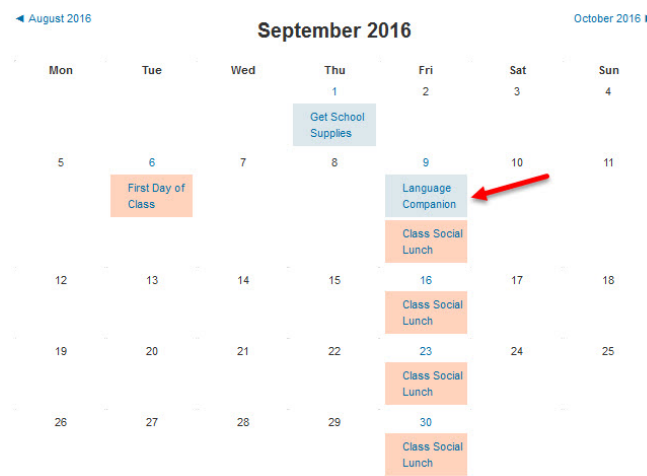 ◄ August 2016
September 2016
October 2016 ►
Mon Tue Wed Thu Fri Sat Sun
1 2 3 4
Get School
Supplies
5 6 7 8 9 10 11
First Day of
Class
Language
Companion
Class Social
Lunch
12 13 14 15 16 17 18
Class Social
Lunch
19 20 21 22 23 24 25
Class Social
Lunch
26 27 28 29 30
Class Social
Lunch